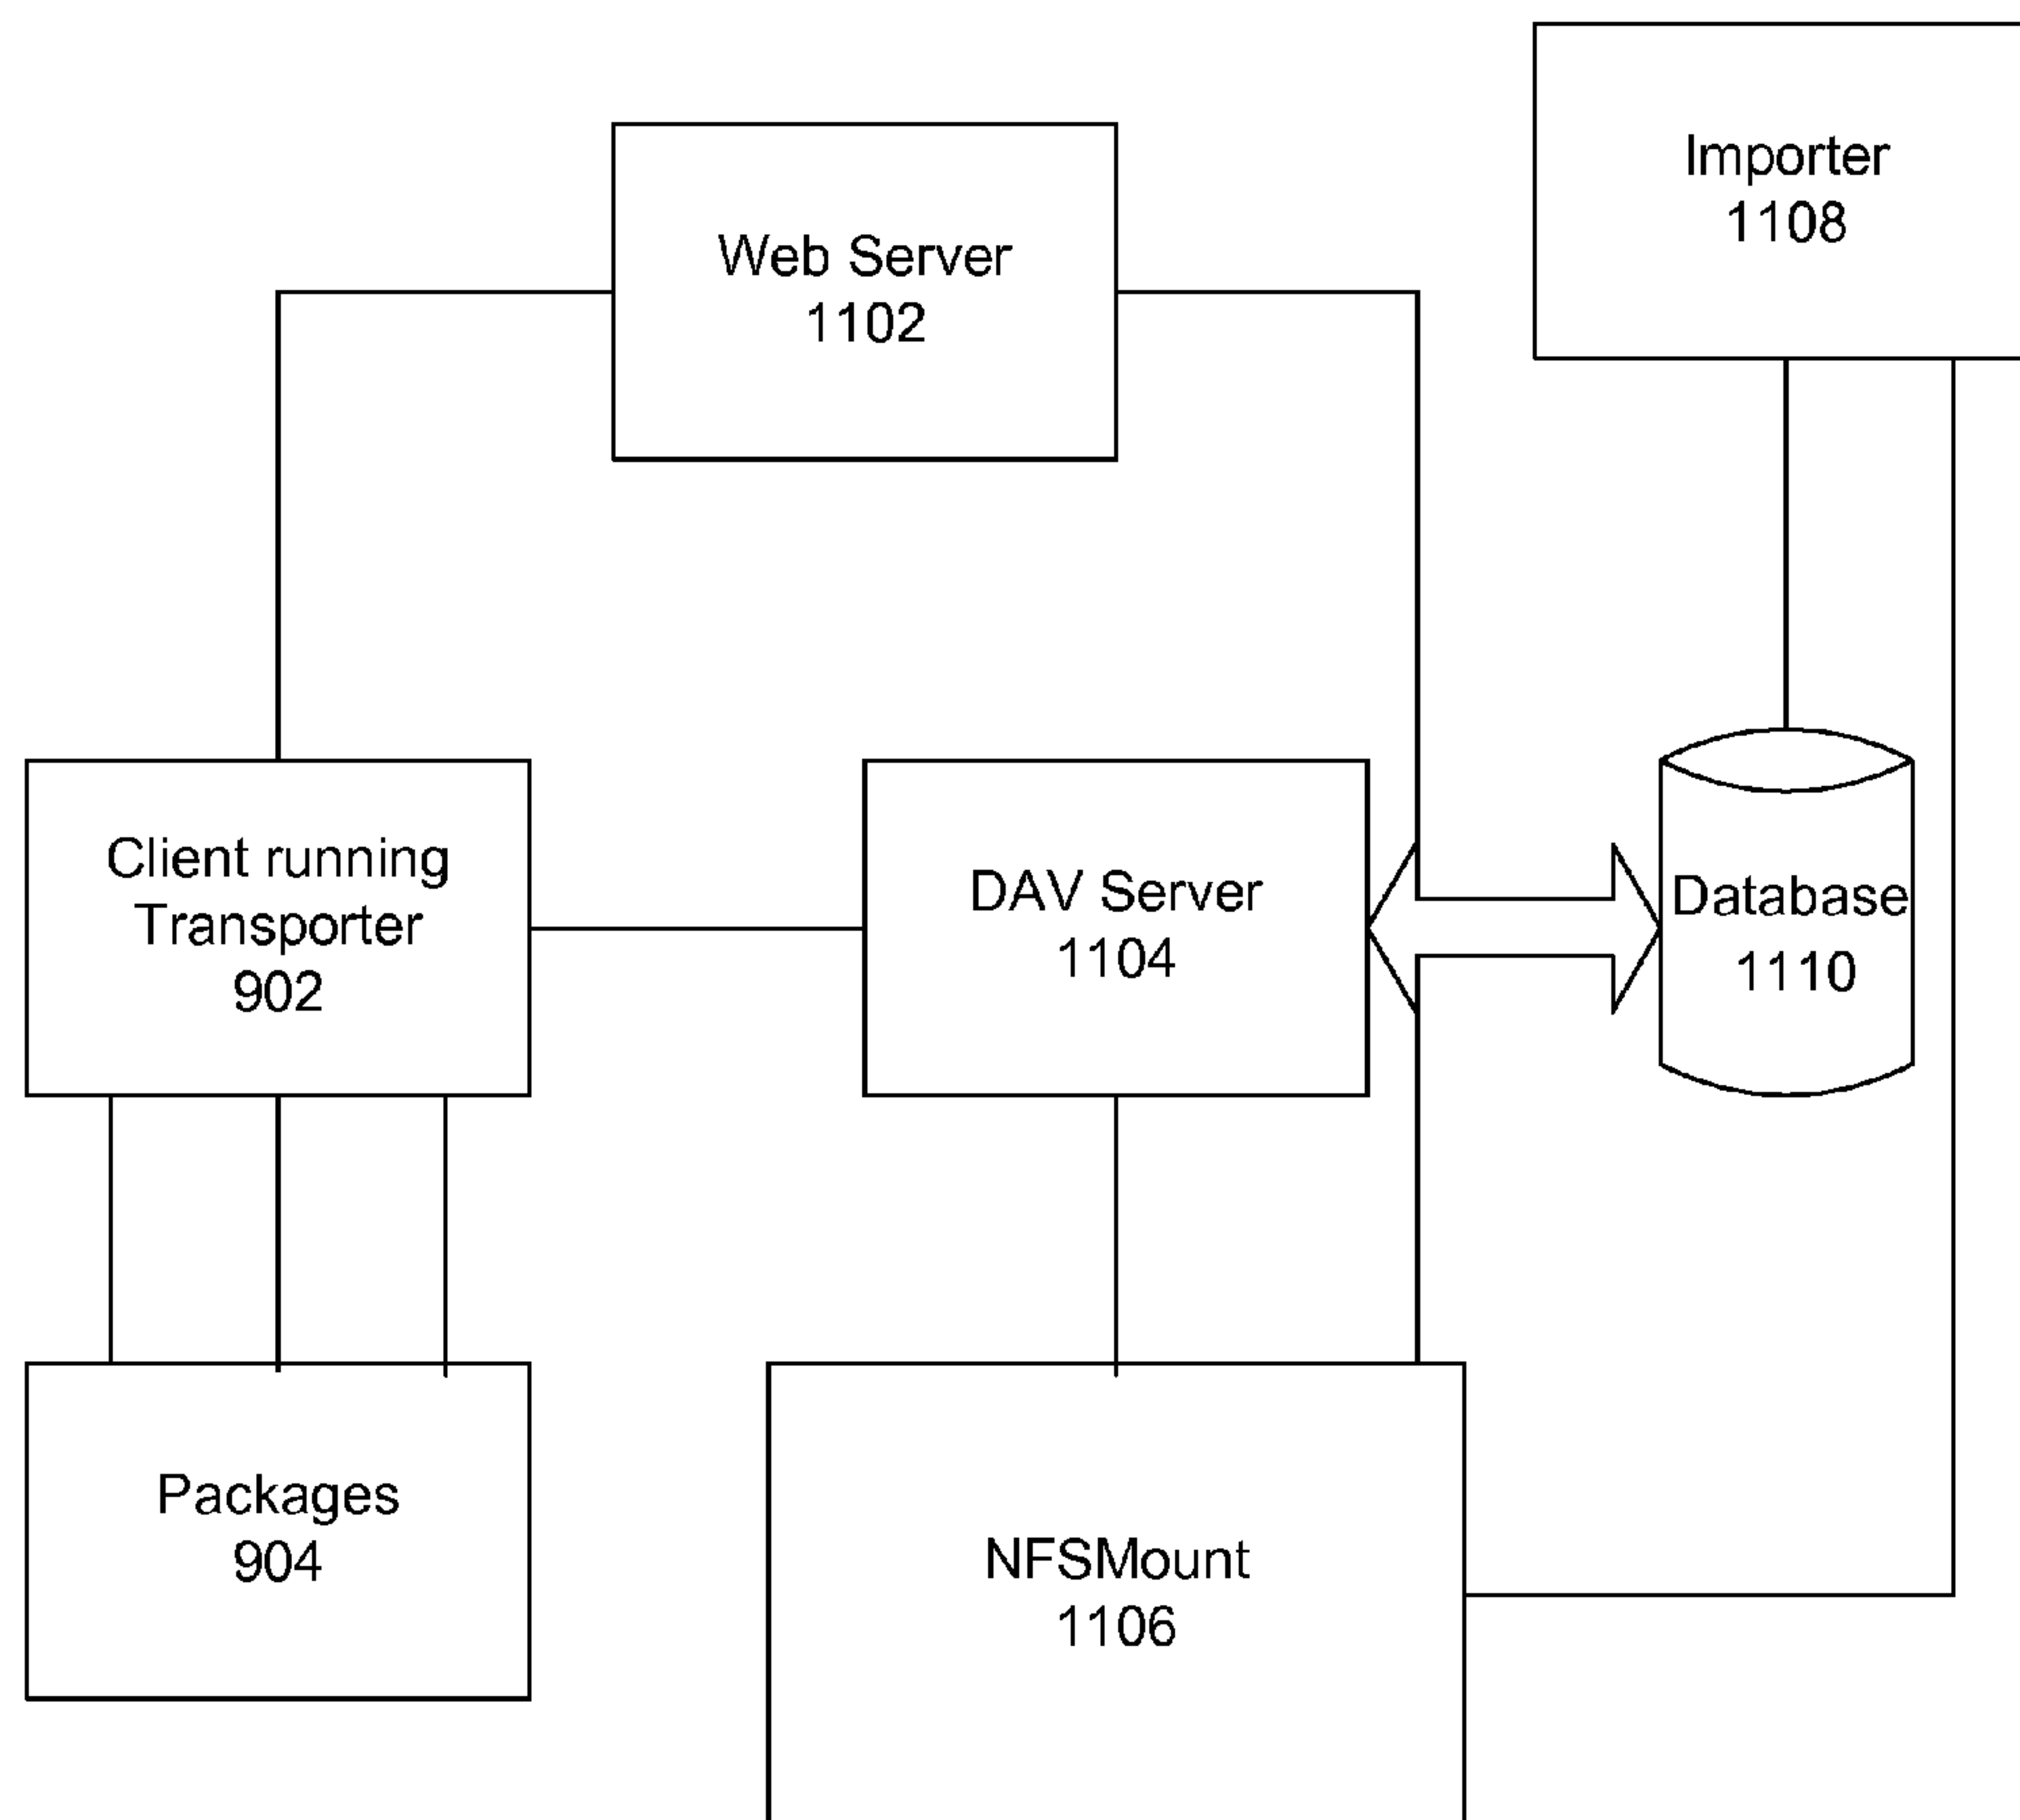 Importer
1108
Web Server
1102
Client running
Transporter
902
DAV Server
1104
Database
1110
Packages
904
NFSMount
1106